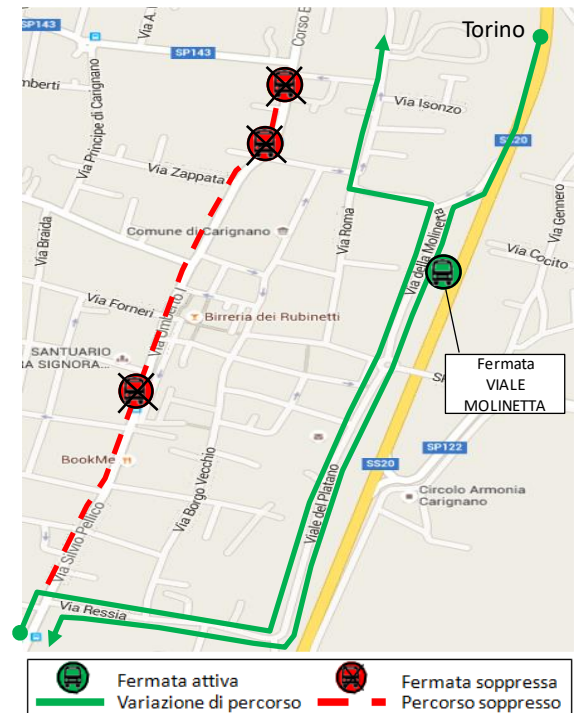 Torino
SP143
Via A.
Corso E
SP143
mberti
Via Principe di Carignano
Via Isonzo
SS20
Via Zappata
Via Gennero
Comune di Carignano
Via Roma
Via della Molinetta
Via Braida
Via Cocito
Via Forneri
Via Umberto I
Birreria dei Rubinetti
SANTUARIO
RA SIGNORA...
Fermata
VIALE
MOLINETTA
BookMe
SP122
SS20
Via Borgo Vecchio
Viale del Platano
Circolo Armonia
Carignano
Via Silvio Pellico
Via Ressia
Fermata attiva
Fermata soppressa
Variazione di percorso
Percorso soppresso